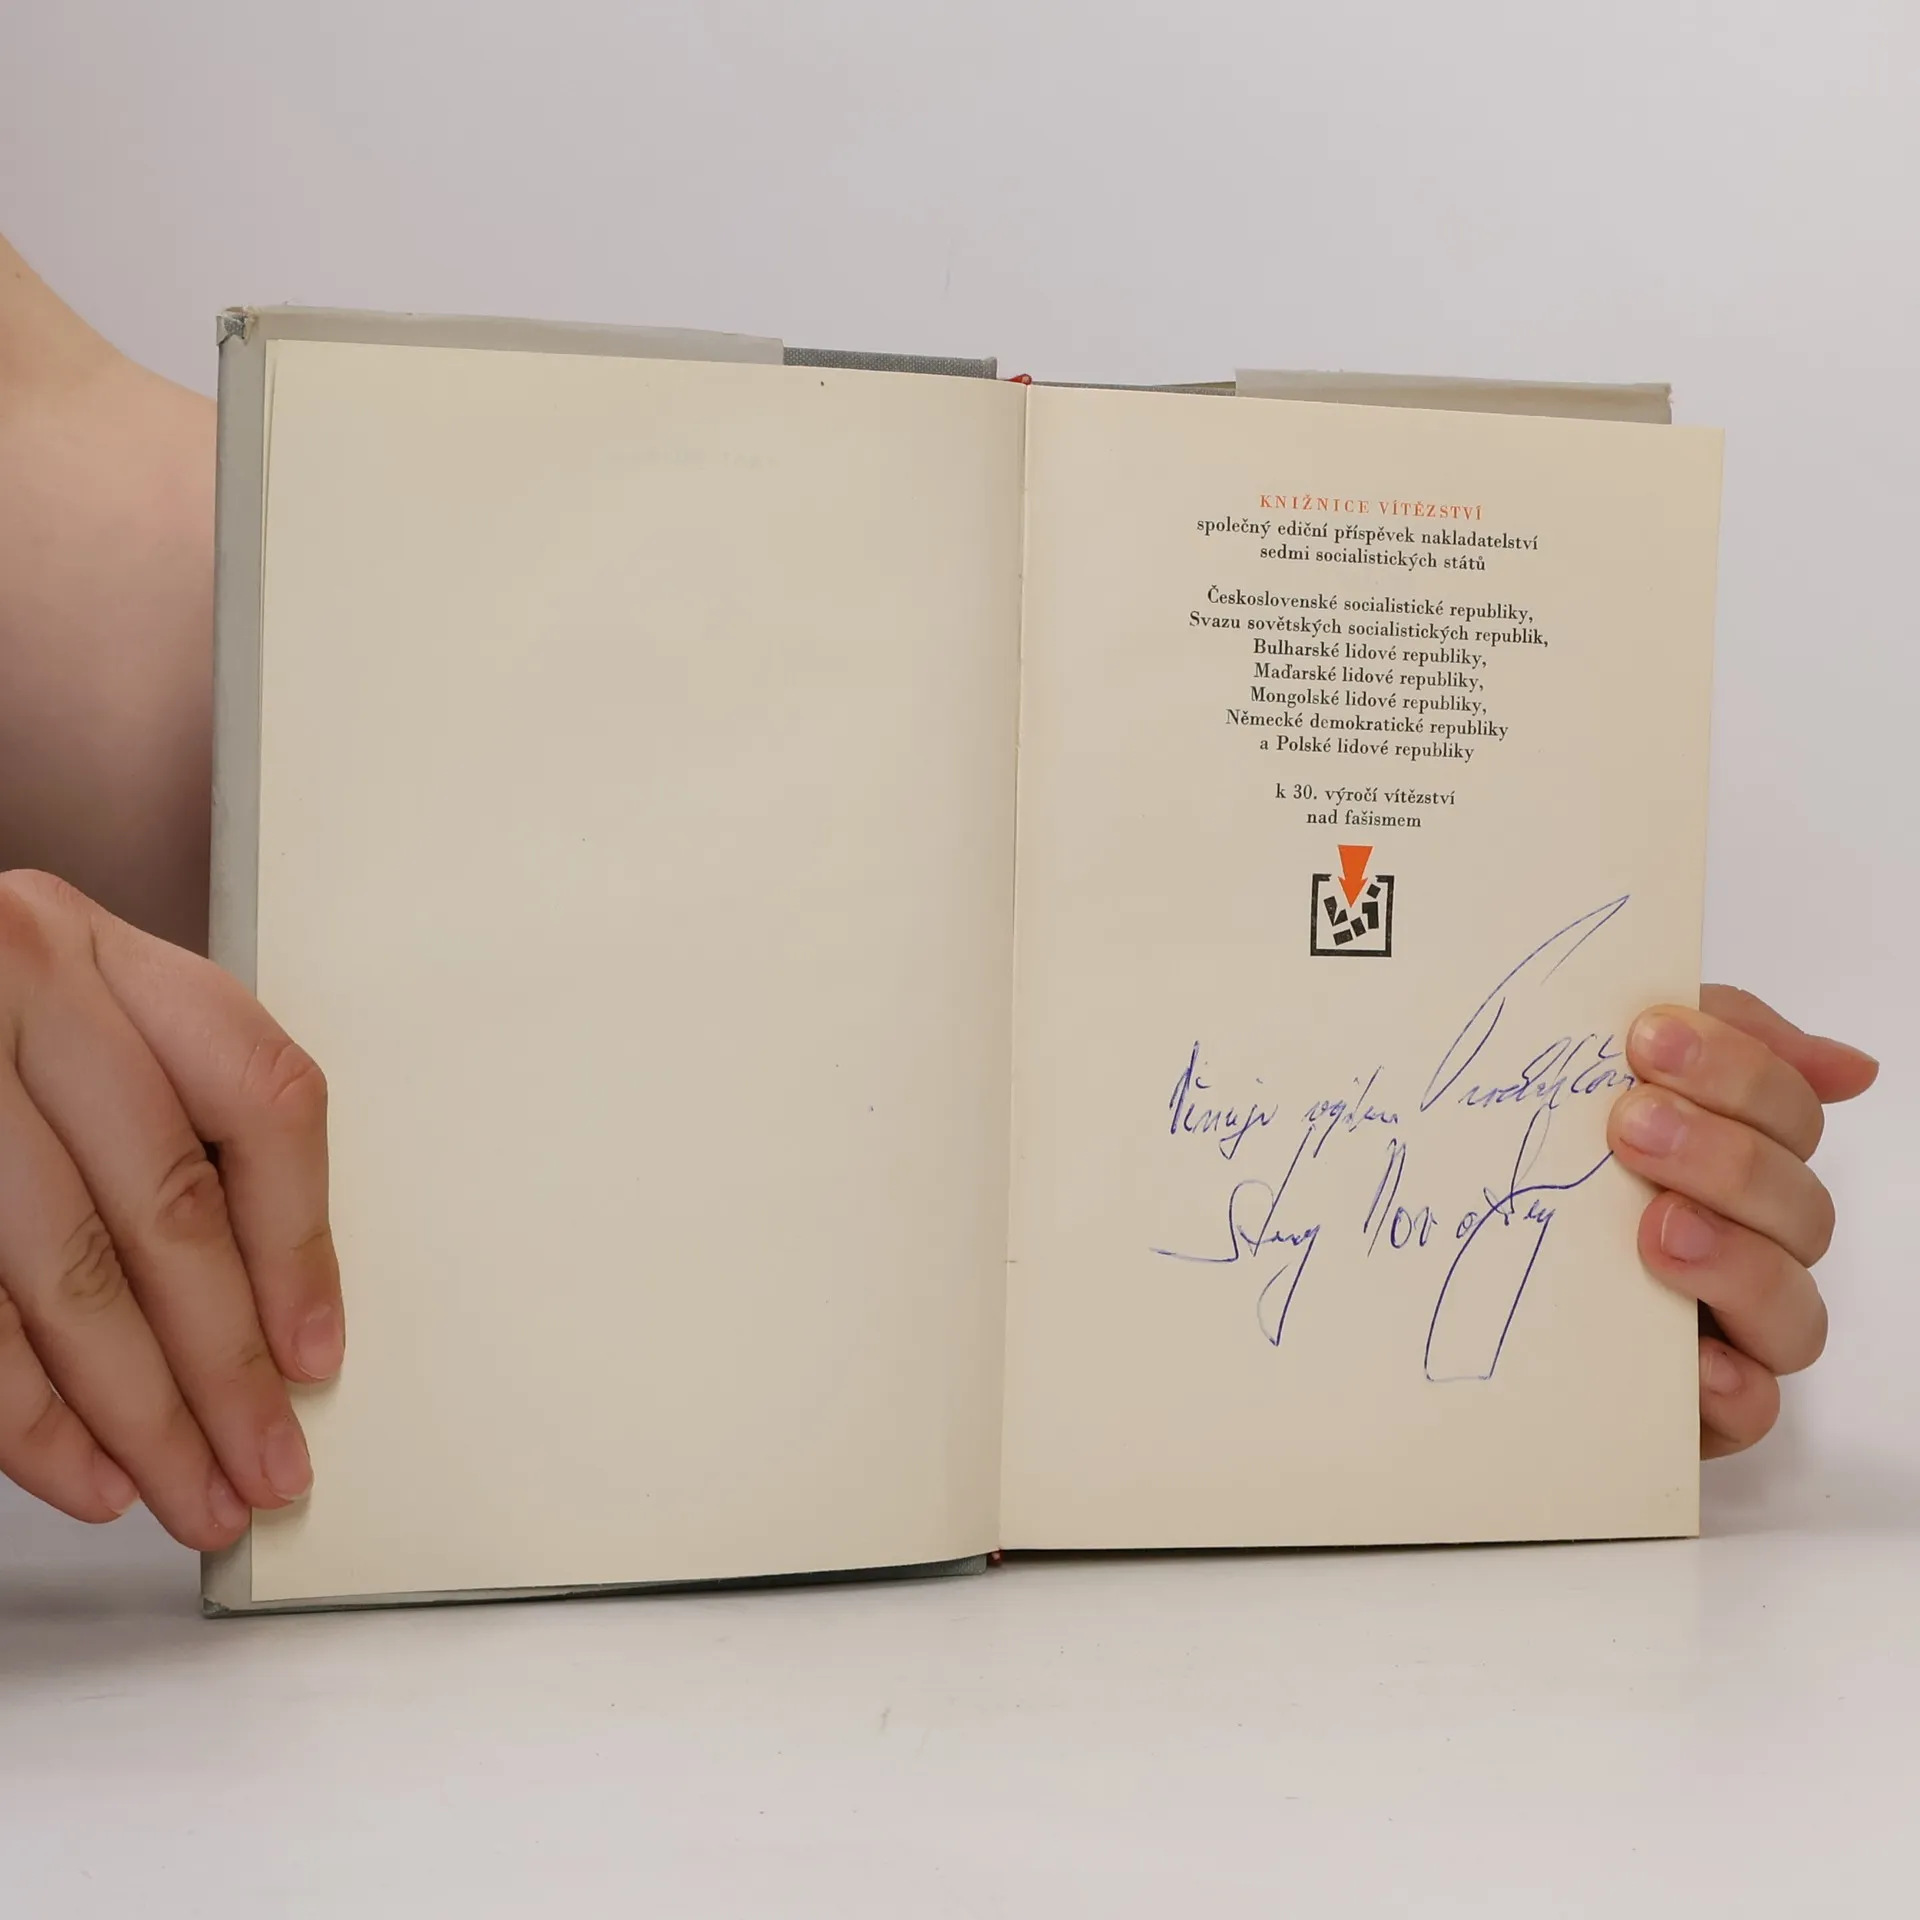 KNIŽNICE VÍTĚZSTVÍ
společný ediční příspěvek nakladatelství
sedmi socialistických států
Československé socialistické republiky,
Svazu sovětských socialistických republik,
Bulharské lidové republiky,
Maďarské lidové republiky,
Mongolské lidové republiky,
Německé demokratické republiky
a Polské lidové republiky
k 30. výročí vítězství
nad fašismem
Věnuje